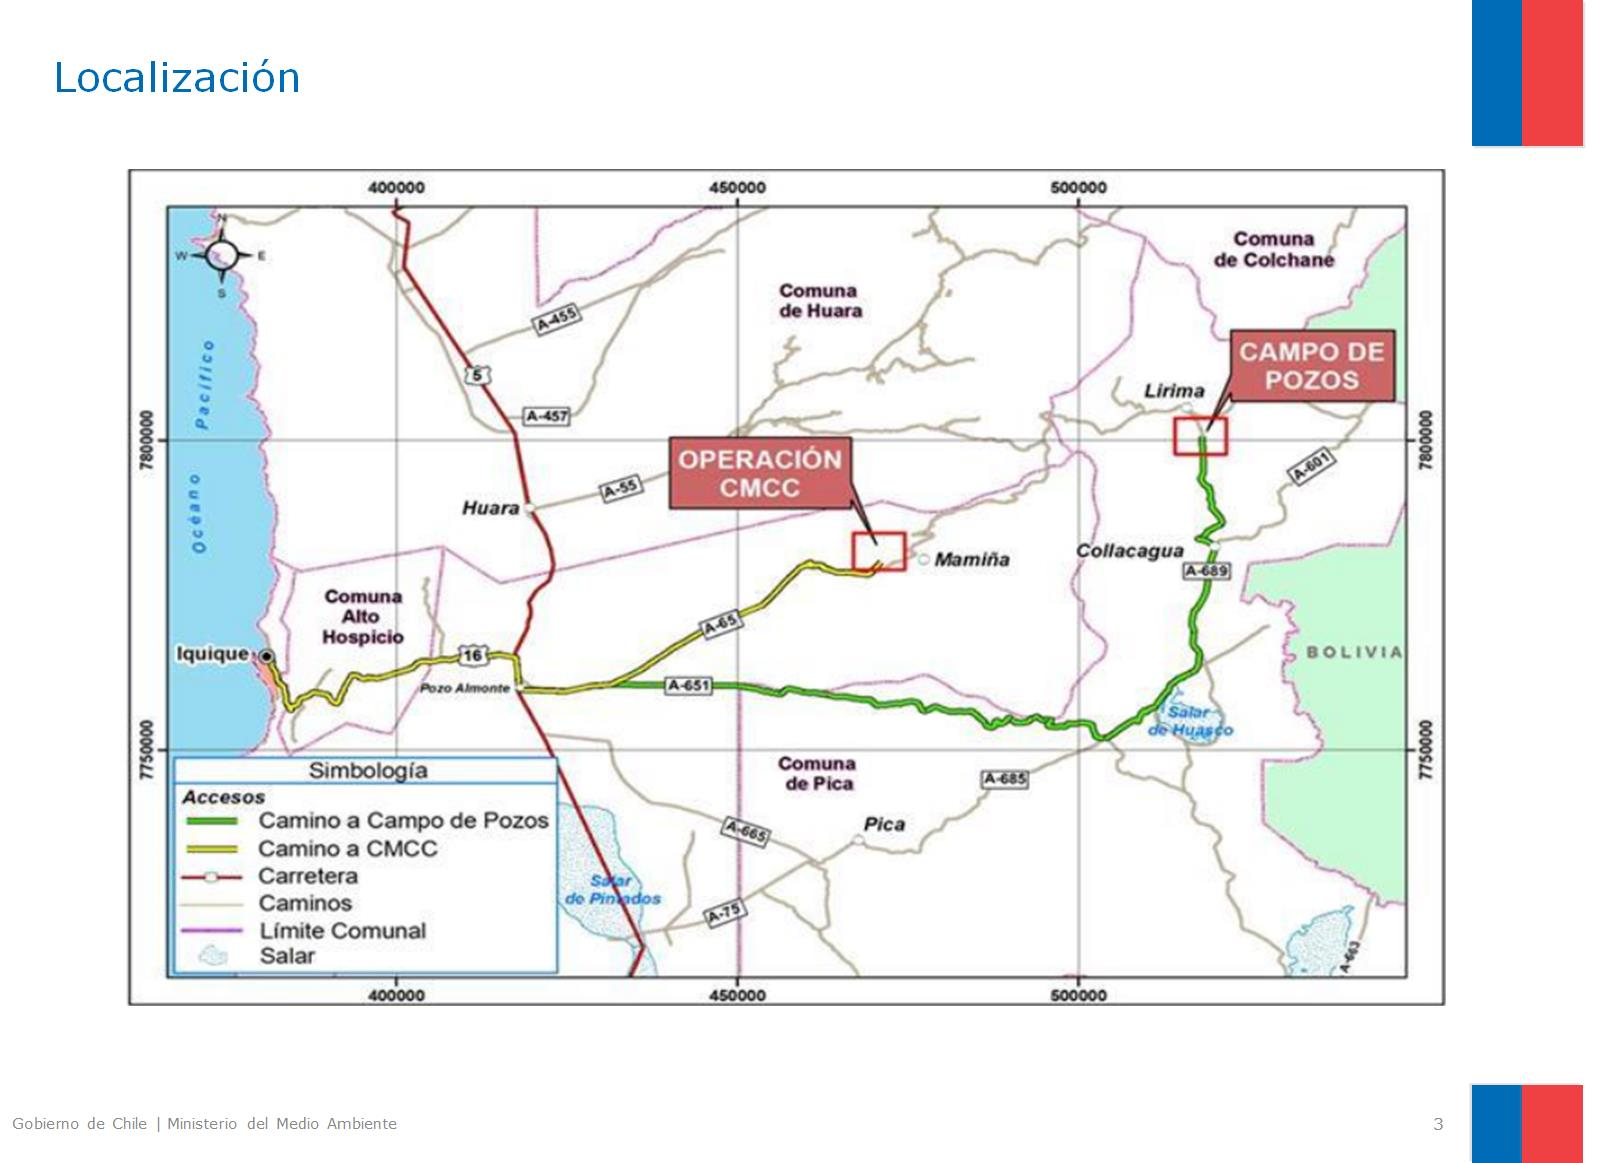 Localización
400000
450000
500000
N
W
E
S
Comuna
de Colchane
Comuna
de Huara
A-455
Océano Pacífico
CAMPO DE
POZOS
5
Lirima
A-457
7800000
7800000
OPERACIÓN
CMCC
A-601
A-55
Huara
Collacagua
Mamiña
A-689
Comuna
Alto
Hospicio
A-65
Iquique
16
BOLIVIA
Pozo Almonte
A-651
Salar
de Huasco
7750000
7750000
Comuna
de Pica
A-685
Simbología
Accesos
Camino a Campo de Pozos
Camino a CMCC
Carretera
Caminos
Límite Comunal
Salar
A-665
Pica
Salar
de Pintados
A-75
A-663
400000
450000
500000
Gobierno de Chile | Ministerio del Medio Ambiente
3